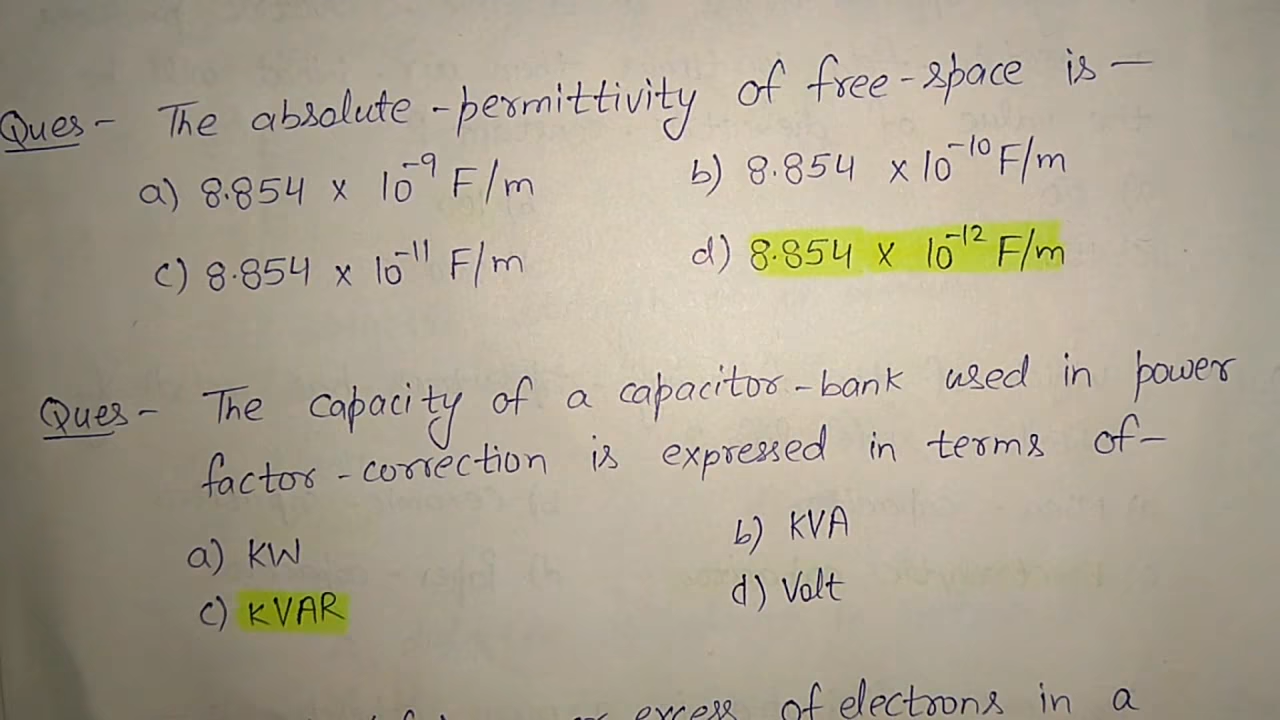 Ques - The absolute - permittivity of free - space is —
a) 8.854 × 10⁻⁹ F/m b) 8.854 × 10⁻¹⁰ F/m
c) 8.854 × 10⁻¹¹ F/m d) 8.854 × 10⁻¹² F/m
Ques - The capacity of a capacitor - bank used in power
factor - correction is expressed in terms of -
a) KW b) KVA
c) KVAR d) Volt
excess of electrons in a